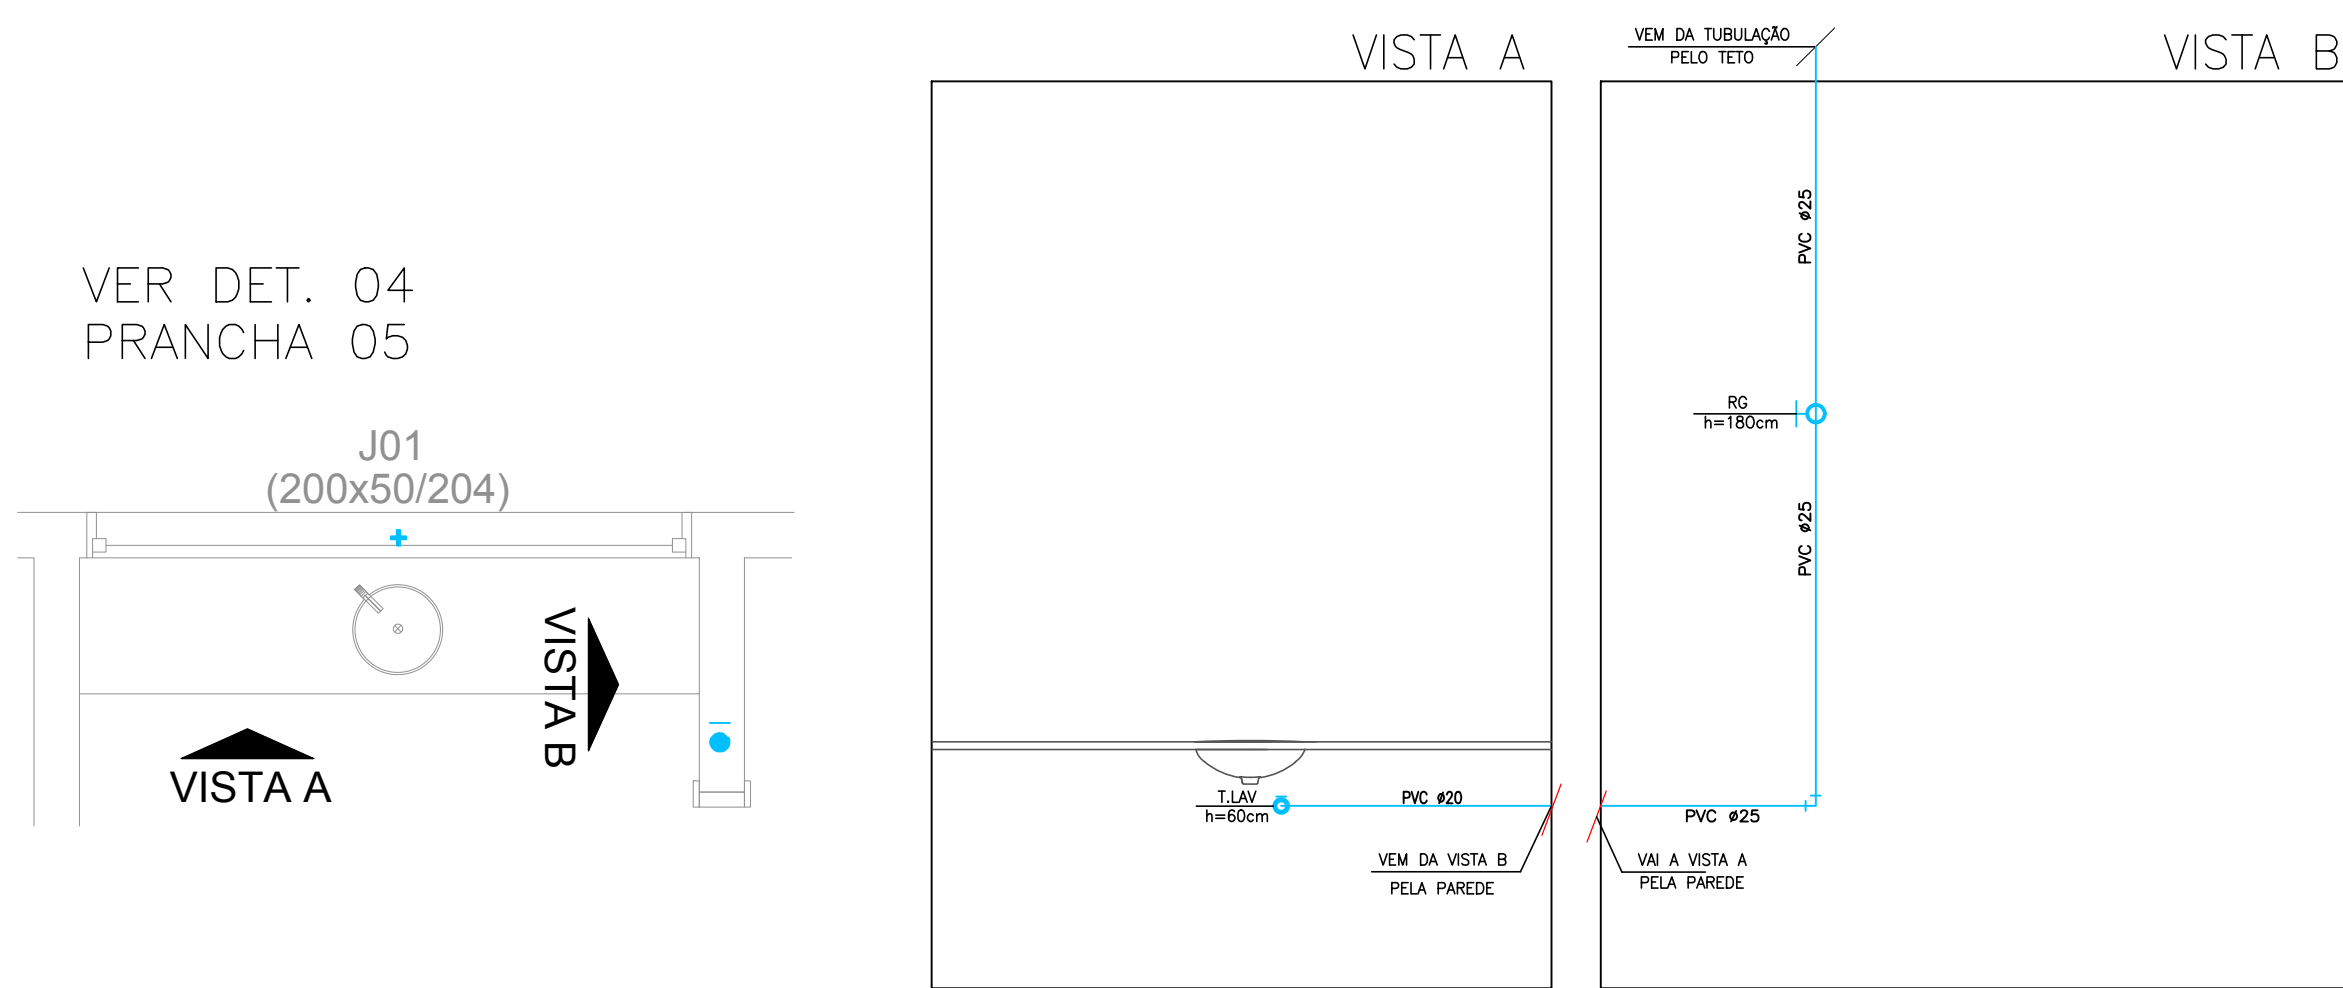 VER DET. 04
PRANCHA 05
J01
(200x50/204)
VISTA B
VISTA A
VISTA A
T.LAV
h=60cm
PVC ø20
VEM DA VISTA B
PELA PAREDE
VISTA B
VEM DA TUBULAÇÃO
PELO TETO
PVC ø25
RG
h=180cm
PVC ø25
PVC ø25
VAI A VISTA A
PELA PAREDE